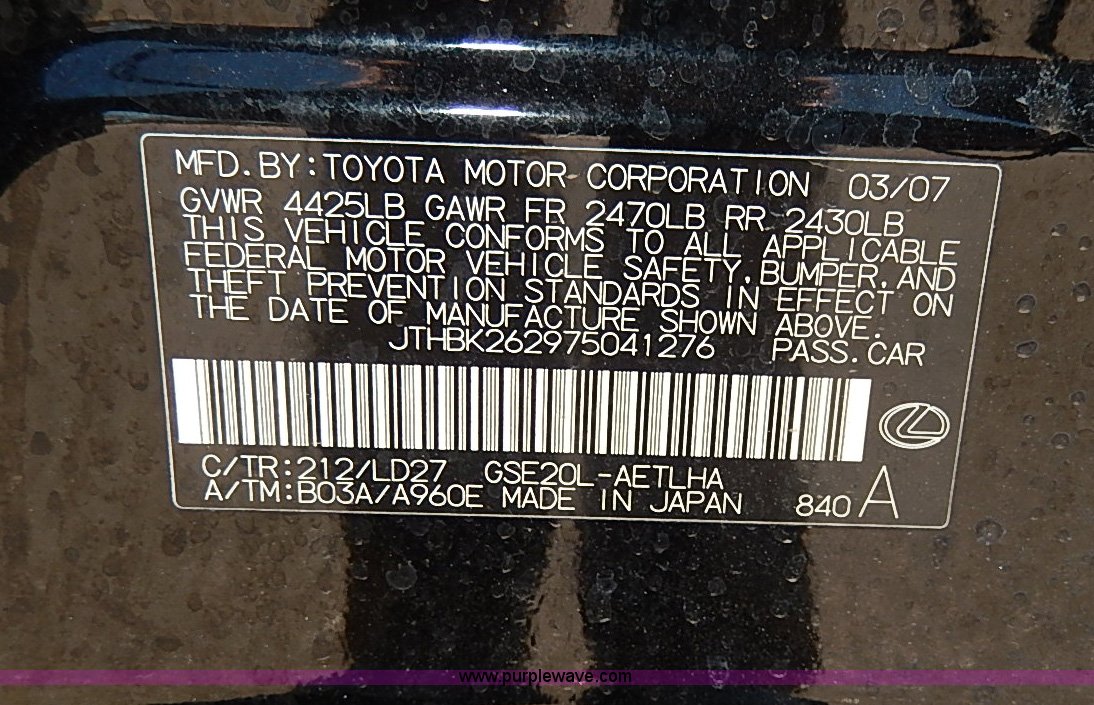 MFD.BY:TOYOTA MOTOR CORPORATION 03/07
GVWR 4425LB GAWR FR 2470LB RR 2430LB
THIS VEHICLE CONFORMS TO ALL APPLICABLE
FEDERAL MOTOR VEHICLE SAFETY,BUMPER,AND
THEFT PREVENTION STANDARDS IN EFFECT ON
THE DATE OF MANUFACTURE SHOWN ABOVE.
JTHBK262975041276 PASS.CAR
C/TR:212/LD27 GSE20L-AETLHA
A/TM:B03A/A960E MADE IN JAPAN 840 A
www.purplewave.com